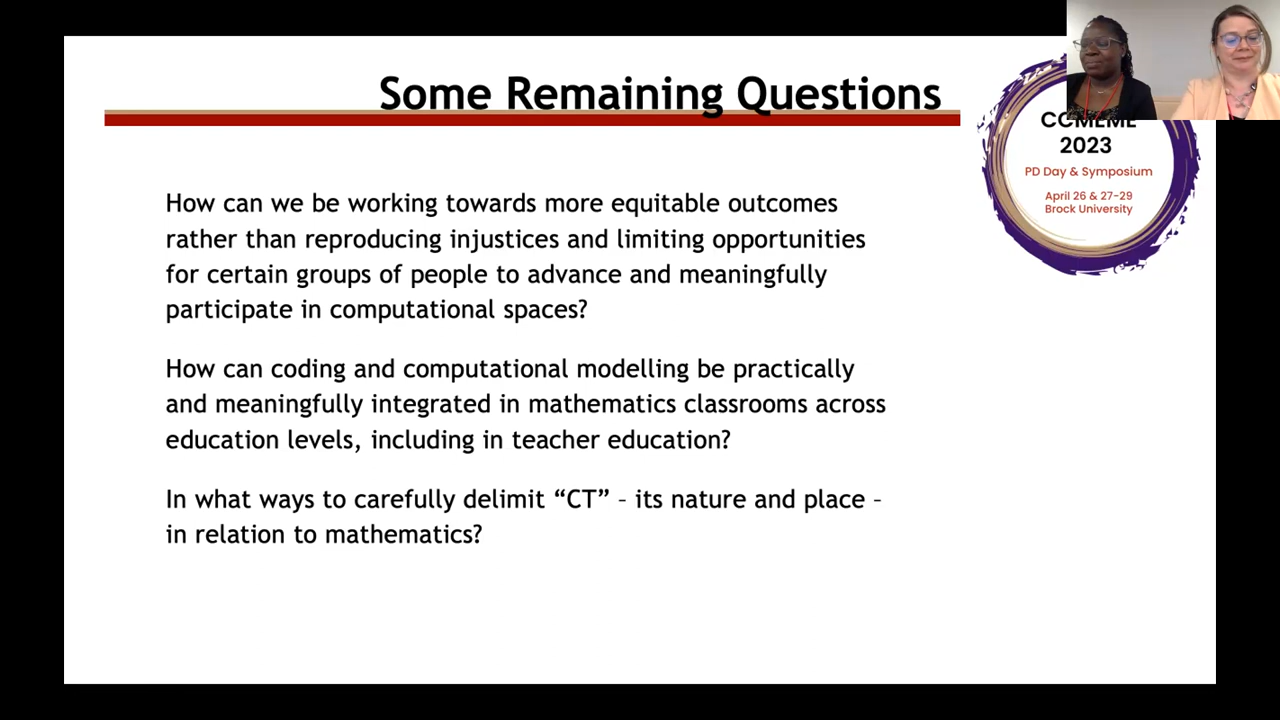 Some Remaining Questions
2023
PD Day & Symposium
April 26 & 27-29
Brock University
How can we be working towards more equitable outcomes
rather than reproducing injustices and limiting opportunities
for certain groups of people to advance and meaningfully
participate in computational spaces?
How can coding and computational modelling be practically
and meaningfully integrated in mathematics classrooms across
education levels, including in teacher education?
In what ways to carefully delimit “CT” – its nature and place –
in relation to mathematics?